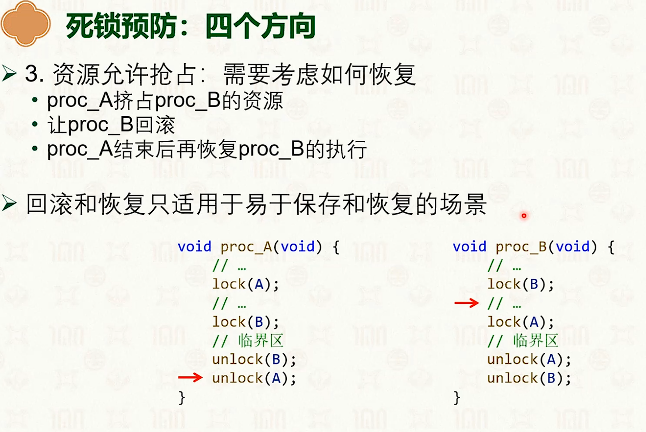 死锁预防：四个方向
➢ 3. 资源允许抢占：需要考虑如何恢复
• proc_A挤占proc_B的资源
• 让proc_B回滚
• proc_A结束后再恢复proc_B的执行
➢ 回滚和恢复只适用于易于保存和恢复的场景
void proc_A(void) {
// …
lock(A);
// …
lock(B);
// 临界区
unlock(B);
unlock(A);
}
void proc_B(void) {
// …
lock(B);
// …
lock(A);
// 临界区
unlock(A);
unlock(B);
}